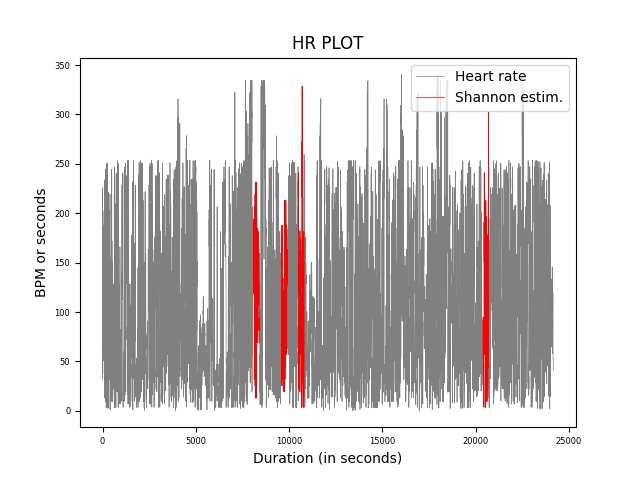 HR PLOT
Heart rate
Shannon estim.
BPM or seconds
350
300
250
200
150
100
50
0
0 5000 10000 15000 20000 25000
Duration (in seconds)